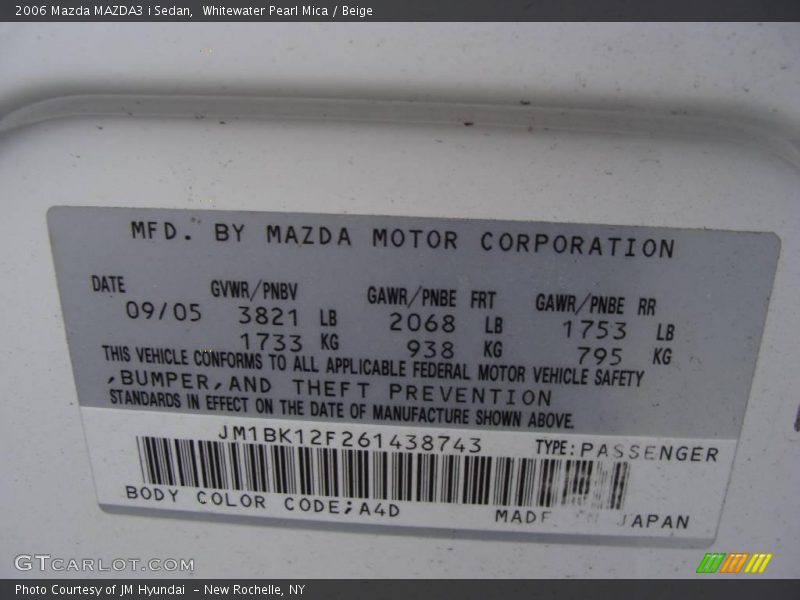 2006 Mazda MAZDA3 i Sedan,  Whitewater Pearl Mica / Beige
MFD. BY MAZDA MOTOR CORPORATION
DATE GVWR/PNBV GAWR/PNBE FRT GAWR/PNBE RR
09/05 3821 LB 2068 LB 1753 LB
1733 KG 938 KG 795 KG
THIS VEHICLE CONFORMS TO ALL APPLICABLE FEDERAL MOTOR VEHICLE SAFETY
,BUMPER,AND THEFT PREVENTION
STANDARDS IN EFFECT ON THE DATE OF MANUFACTURE SHOWN ABOVE.
JM1BK12F261438743 TYPE:PASSENGER
BODY COLOR CODE;A4D MADE IN JAPAN
GTCarLot.com
Photo Courtesy of JM Hyundai  - New Rochelle, NY